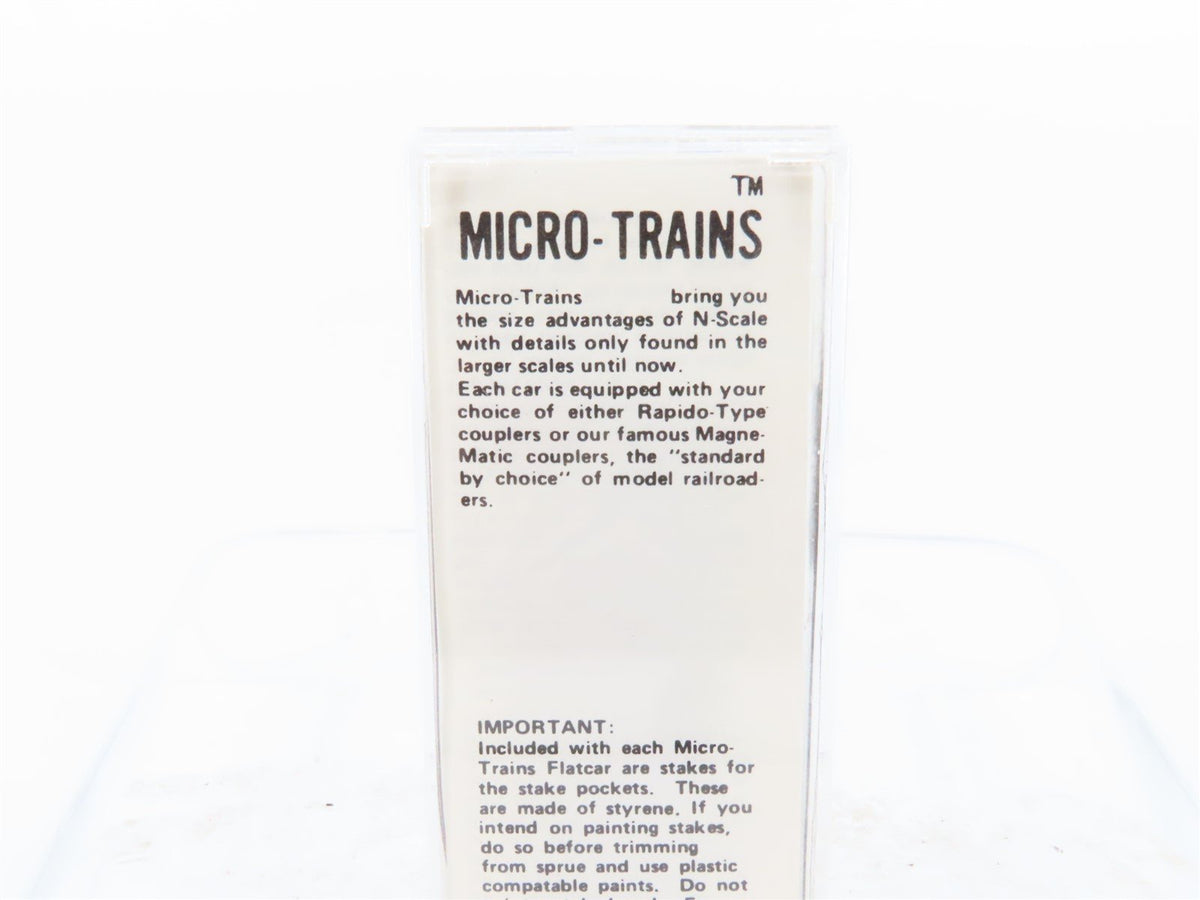 TM
MICRO-TRAINS
Micro-Trains bring you
the size advantages of N-Scale
with details only found in the
larger scales until now.
Each car is equipped with your
choice of either Rapido-Type
couplers or our famous Magne-
Matic couplers, the "standard
by choice" of model railroad-
ers.
IMPORTANT:
Included with each Micro-
Trains Flatcar are stakes for
the stake pockets. These
are made of styrene. If you
intend on painting stakes,
do so before trimming
from sprue and use plastic
compatable paints. Do not